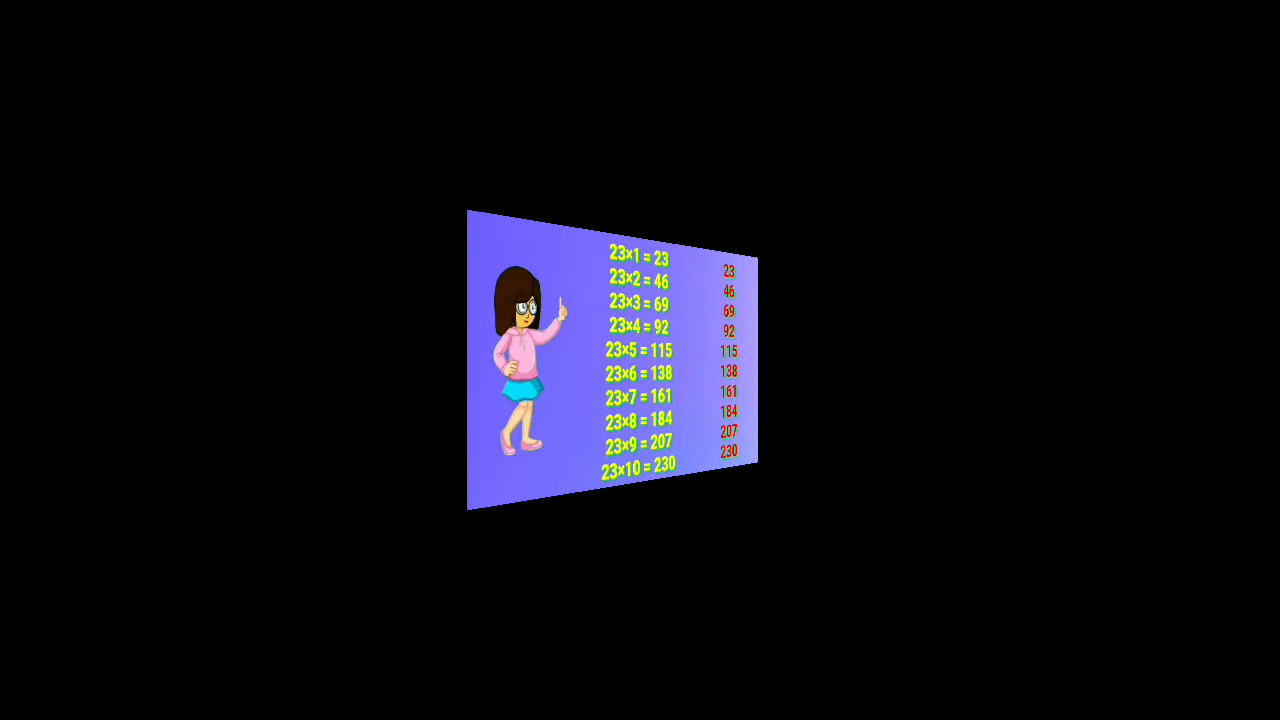 23×1 = 23
23×2 = 46
23×3 = 69
23×4 = 92
23×5 = 115
23×6 = 138
23×7 = 161
23×8 = 184
23×9 = 207
23×10 = 230
23
46
69
92
115
138
161
184
207
230